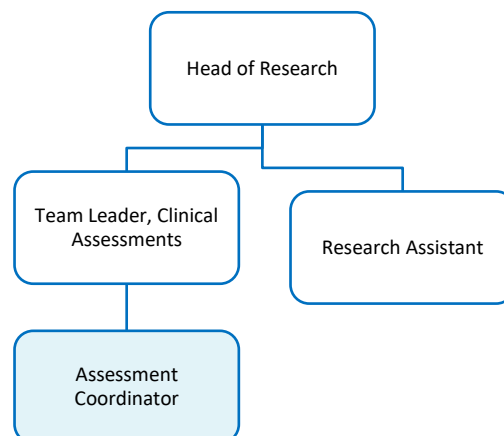 Head of Research
Team Leader, Clinical
Assessments
Research Assistant
Assessment
Coordinator